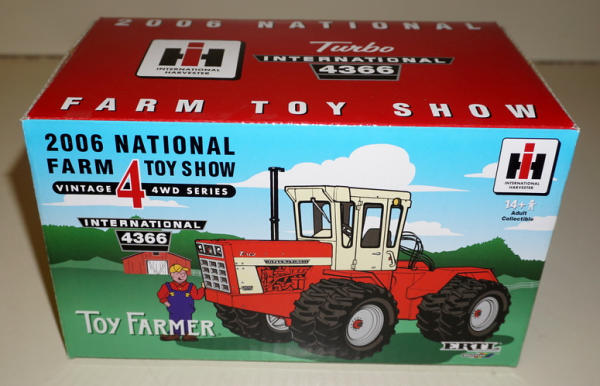 2006 NATIONAL
IH
INTERNATIONAL
HARVESTER
Turbo
INTERNATIONAL
4366
FARM TOY SHOW
2006 NATIONAL
FARM 4 TOY SHOW
VINTAGE 4WD SERIES
INTERNATIONAL
4366
IH
INTERNATIONAL
HARVESTER
14+
Adult
Collectible
TOY FARMER
ERTL